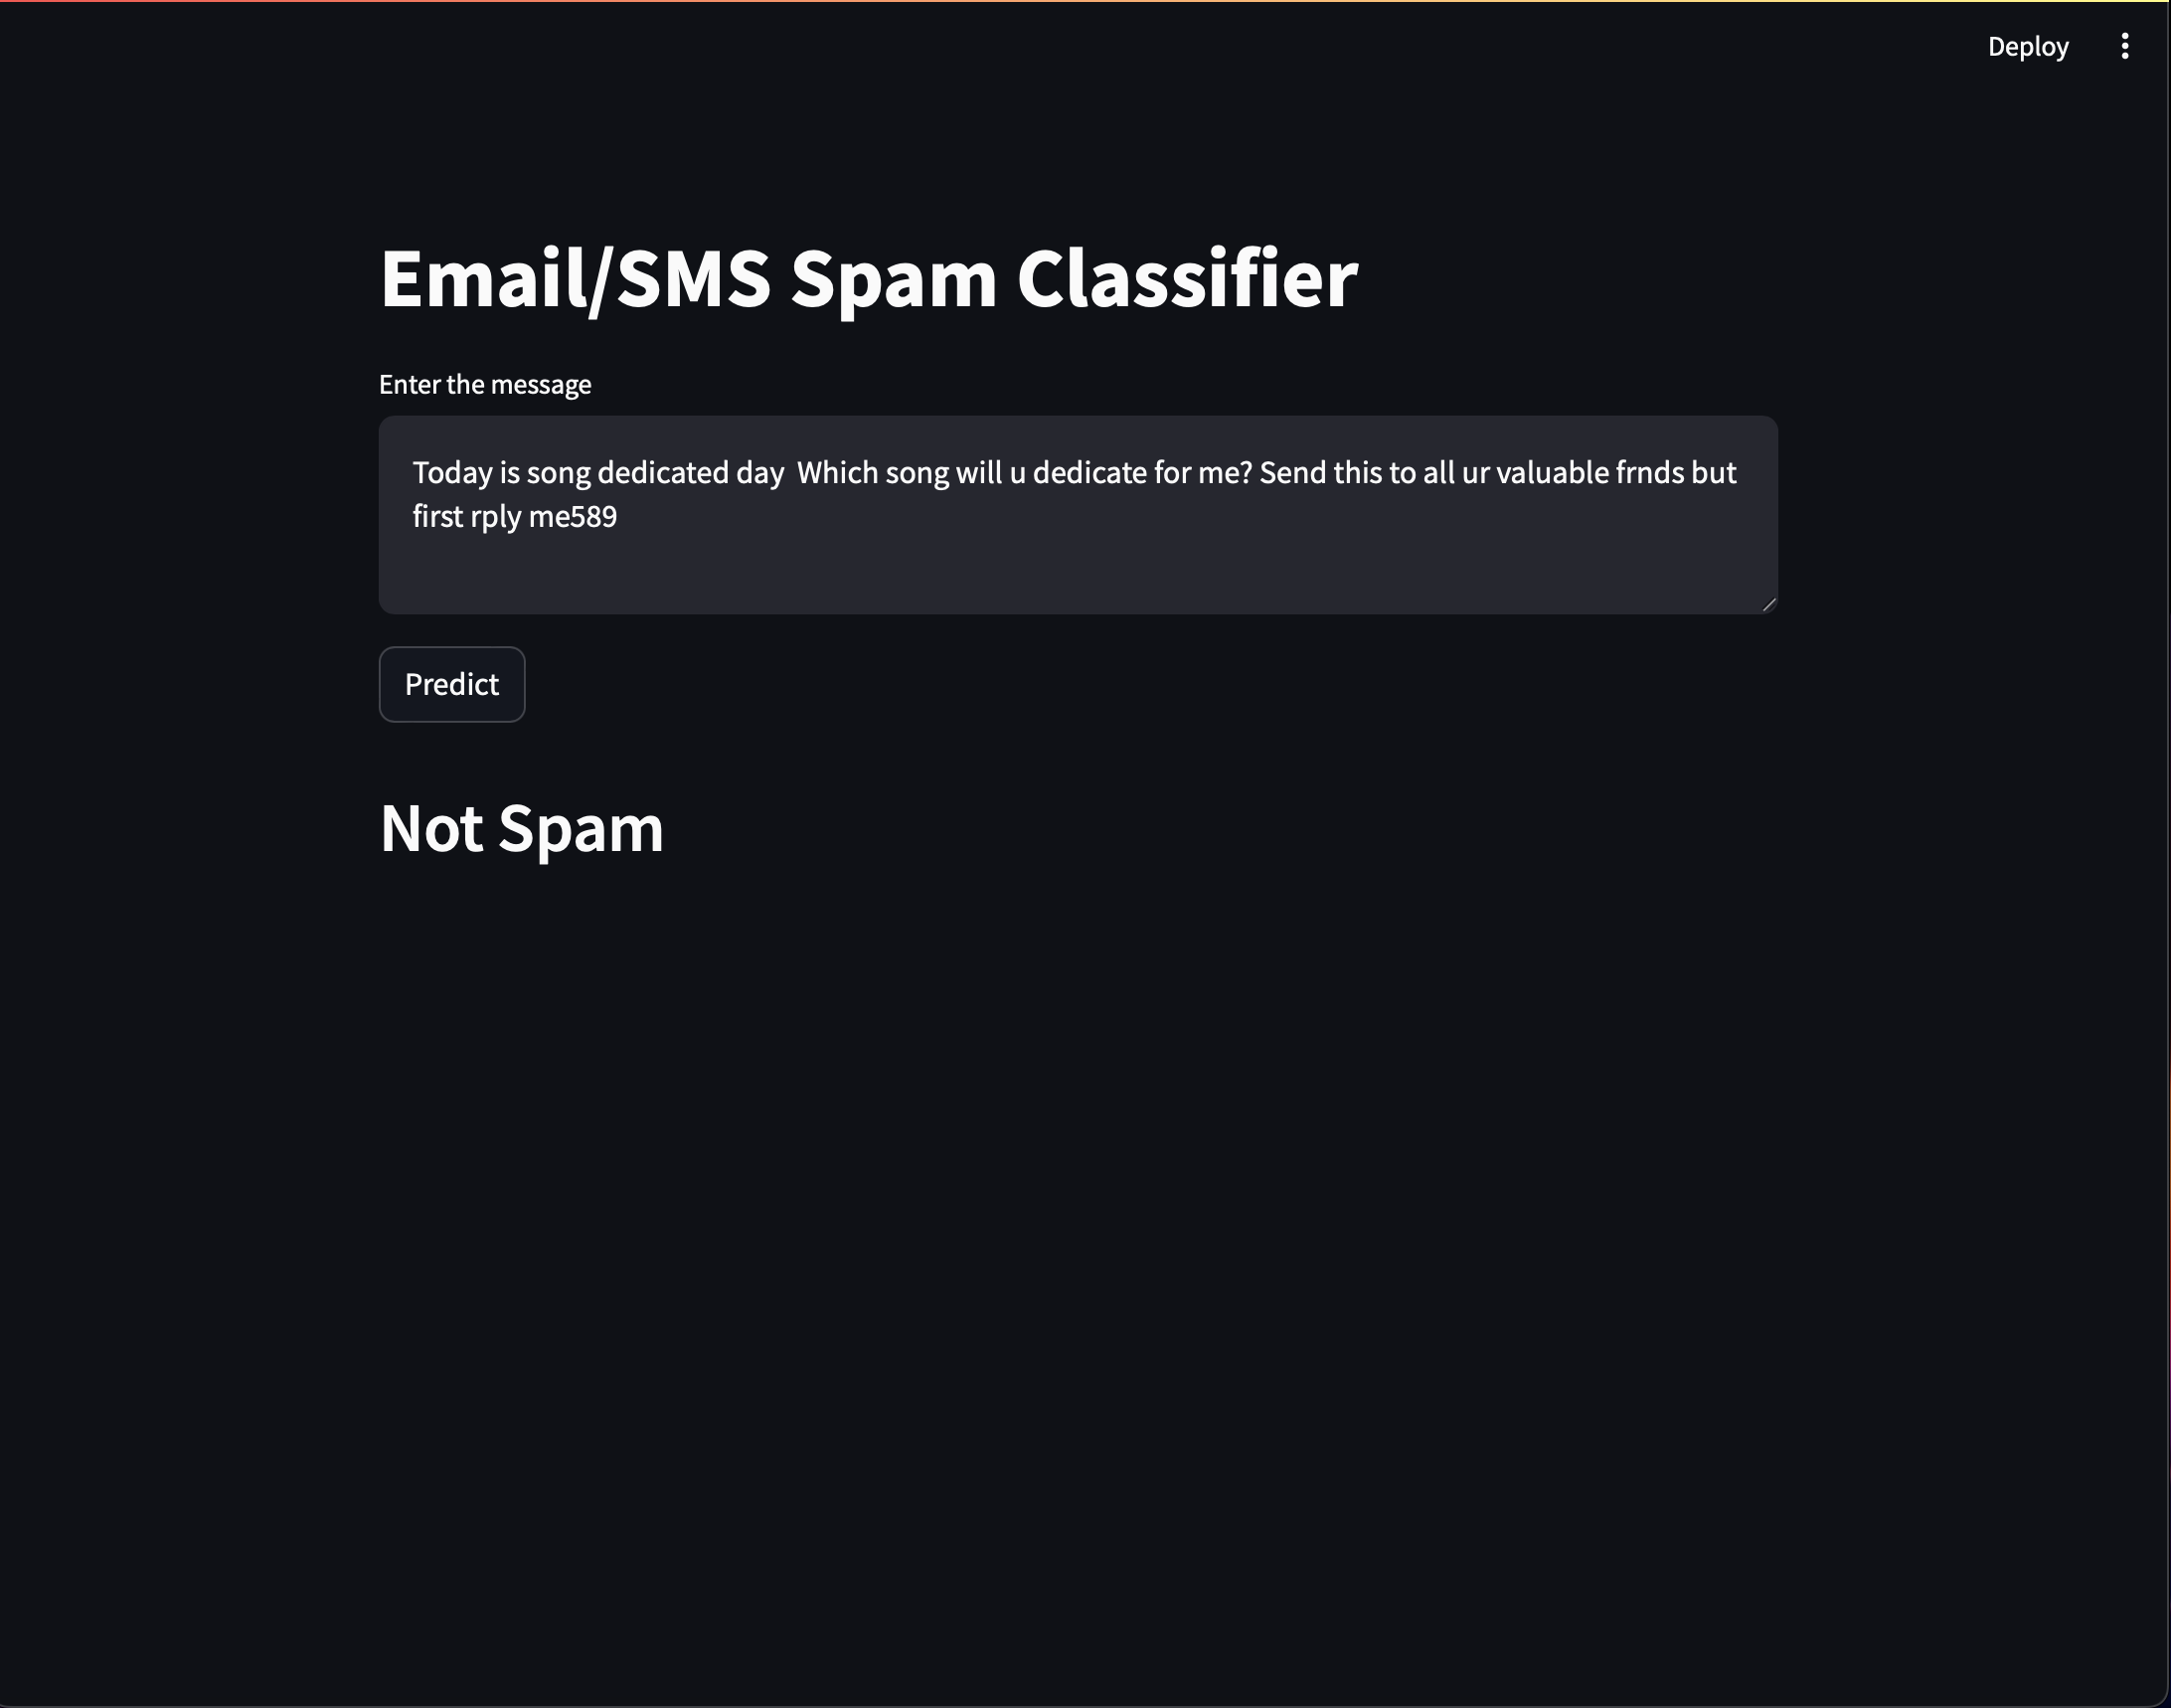 Deploy
Email/SMS Spam Classifier
Enter the message
Today is song dedicated day  Which song will u dedicate for me? Send this to all ur valuable frnds but
first rply me589
Predict
Not Spam